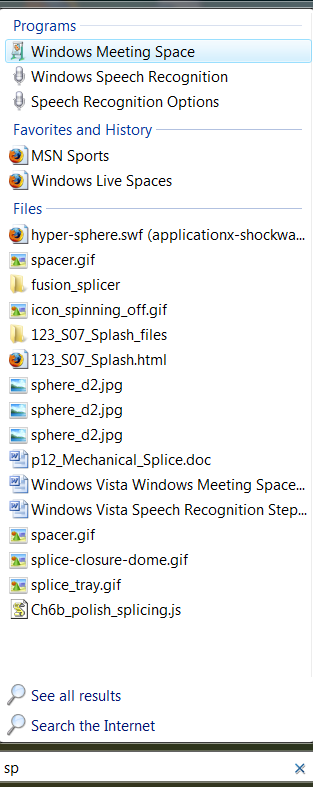 Programs
Windows Meeting Space
Windows Speech Recognition
Speech Recognition Options
Favorites and History
MSN Sports
Windows Live Spaces
Files
hyper-sphere.swf (applicationx-shockwa...
spacer.gif
fusion_splicer
icon_spinning_off.gif
123_S07_Splash_files
123_S07_Splash.html
sphere_d2.jpg
sphere_d2.jpg
sphere_d2.jpg
p12_Mechanical_Splice.doc
Windows Vista Windows Meeting Space...
Windows Vista Speech Recognition Step...
spacer.gif
splice-closure-dome.gif
splice_tray.gif
Ch6b_polish_splicing.js
See all results
Search the Internet
sp